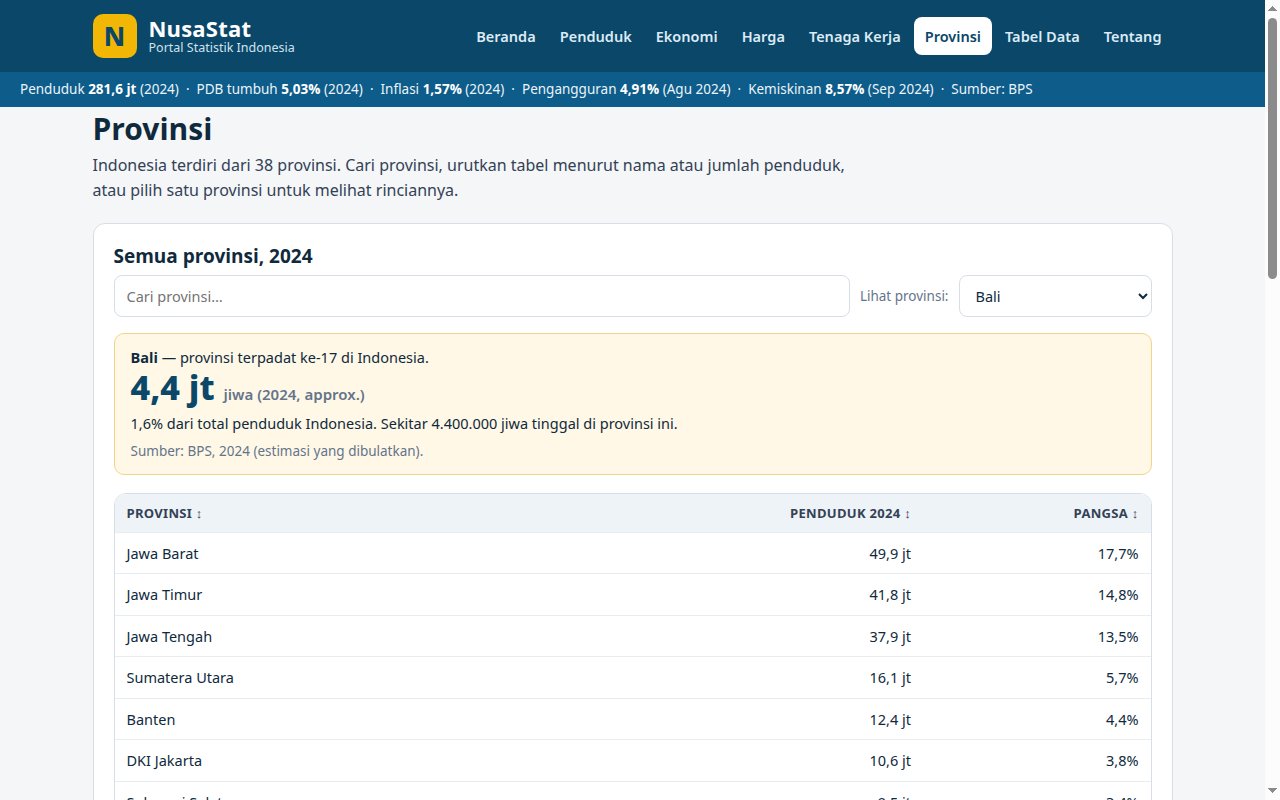 N
NusaStat
Portal Statistik Indonesia
Beranda
Penduduk
Ekonomi
Harga
Tenaga Kerja
Provinsi
Tabel Data
Tentang
Penduduk 281,6 jt (2024) · PDB tumbuh 5,03% (2024) · Inflasi 1,57% (2024) · Pengangguran 4,91% (Agu 2024) · Kemiskinan 8,57% (Sep 2024) · Sumber: BPS
Provinsi
Indonesia terdiri dari 38 provinsi. Cari provinsi, urutkan tabel menurut nama atau jumlah penduduk,
atau pilih satu provinsi untuk melihat rinciannya.
Semua provinsi, 2024
Cari provinsi...
Lihat provinsi:
Bali
Bali — provinsi terpadat ke-17 di Indonesia.
4,4 jt jiwa (2024, approx.)
1,6% dari total penduduk Indonesia. Sekitar 4.400.000 jiwa tinggal di provinsi ini.
Sumber: BPS, 2024 (estimasi yang dibulatkan).
PROVINSI ↕ PENDUDUK 2024 ↕ PANGSA ↕
Jawa Barat 49,9 jt 17,7%
Jawa Timur 41,8 jt 14,8%
Jawa Tengah 37,9 jt 13,5%
Sumatera Utara 16,1 jt 5,7%
Banten 12,4 jt 4,4%
DKI Jakarta 10,6 jt 3,8%